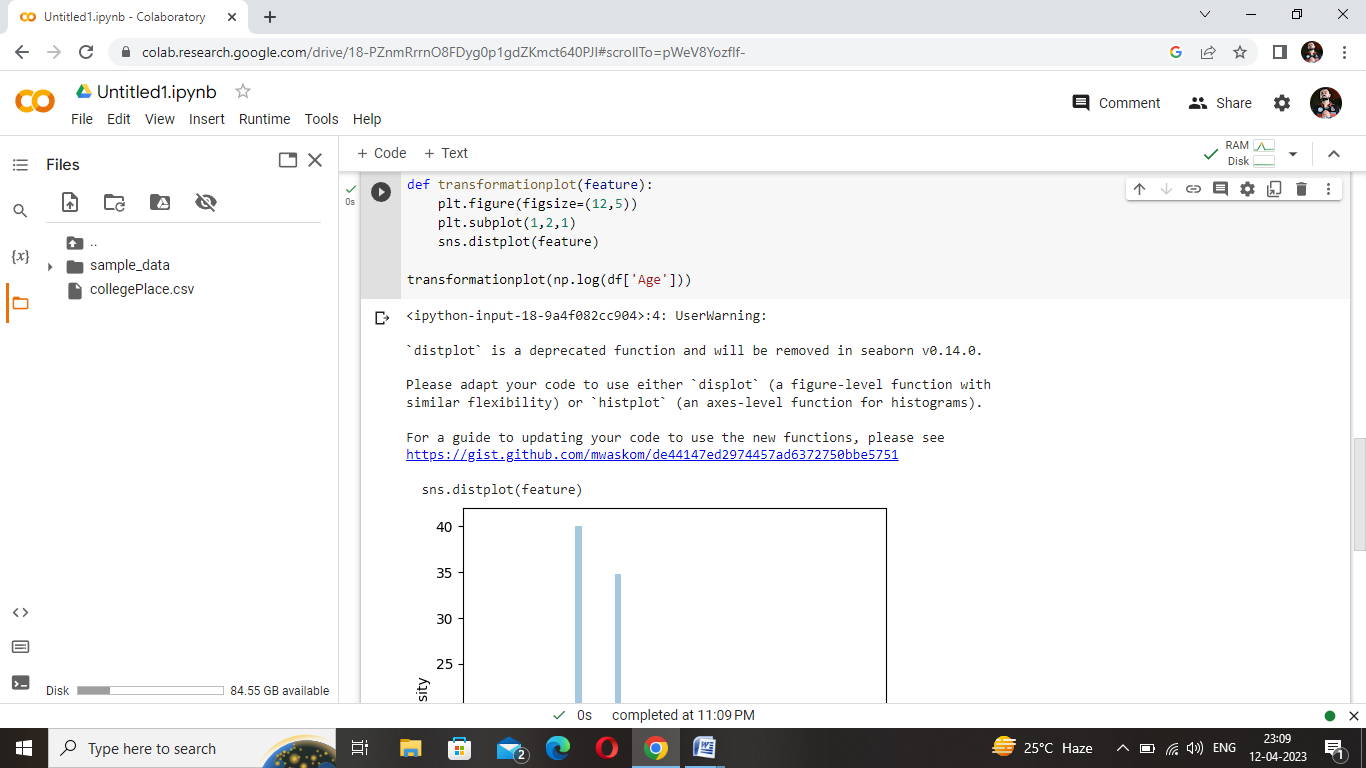 Untitled1.ipynb - Colaboratory
colab.research.google.com/drive/18-PZnmRrrnO8FDyg0p1gdZKmct640PJI#scrollTo=pWeV8YozfIf-
Untitled1.ipynb
File Edit View Insert Runtime Tools Help
Comment Share
Files
+ Code + Text
RAM
Disk
..
sample_data
collegePlace.csv
{x}
0s
def transformationplot(feature):
    plt.figure(figsize=(12,5))
    plt.subplot(1,2,1)
    sns.distplot(feature)
transformationplot(np.log(df['Age']))
<ipython-input-18-9a4f082cc904>:4: UserWarning:
`distplot` is a deprecated function and will be removed in seaborn v0.14.0.
Please adapt your code to use either `displot` (a figure-level function with
similar flexibility) or `histplot` (an axes-level function for histograms).
For a guide to updating your code to use the new functions, please see
https://gist.github.com/mwaskom/de44147ed2974457ad6372750bbe5751
  sns.distplot(feature)
40
35
30
25
sity
Disk 84.55 GB available
0s completed at 11:09 PM
Type here to search
2
25°C Haze
ENG
23:09
12-04-2023
1